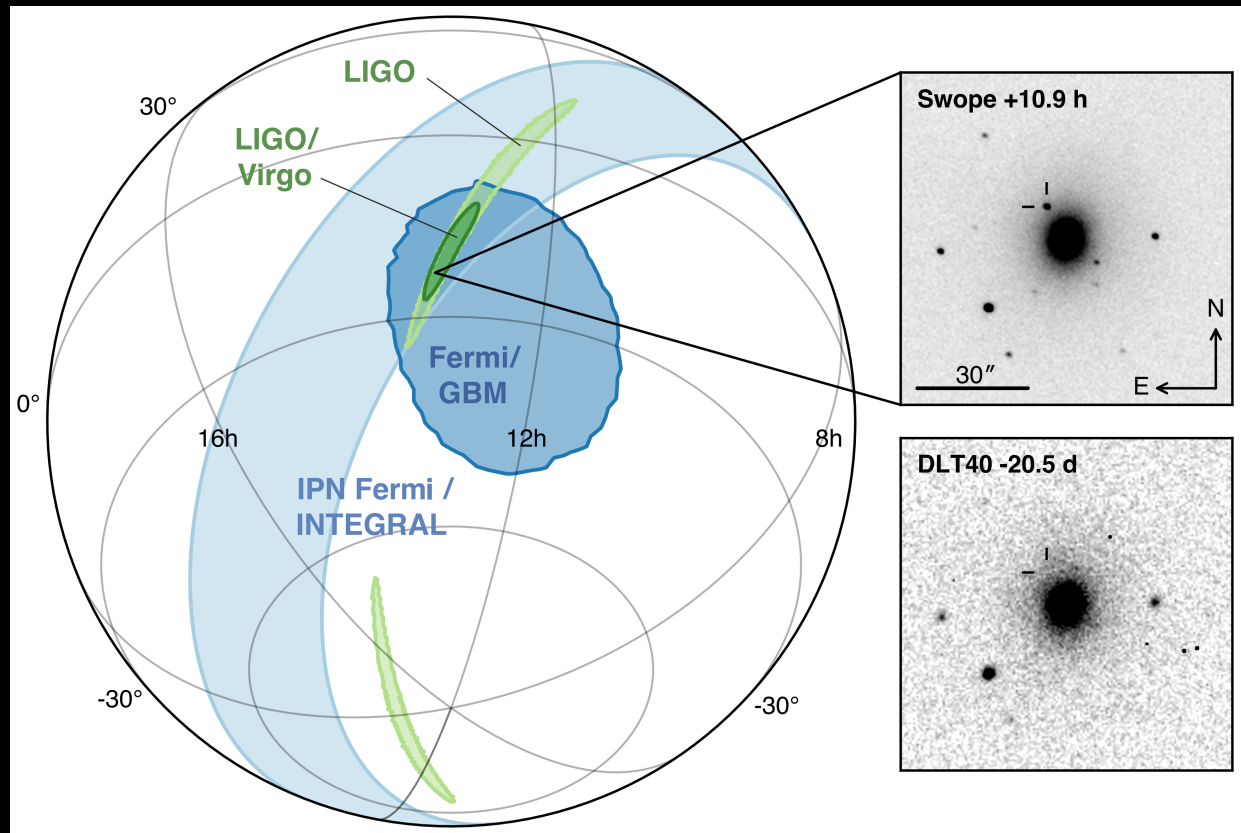 LIGO
30°
LIGO/
Virgo
Fermi/
GBM
0°
16h
12h
8h
IPN Fermi /
INTEGRAL
-30°
-30°
Swope +10.9 h
N
30″
E
DLT40 -20.5 d